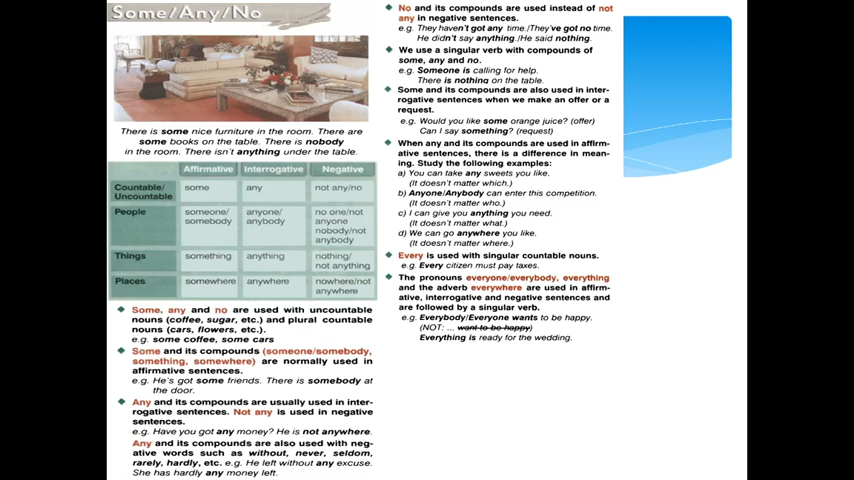 Some/Any/No
There is some nice furniture in the room. There are
some books on the table. There is nobody
in the room. There isn't anything under the table.
Affirmative Interrogative Negative
Countable/ some any not any/no
Uncountable
People someone/ anyone/ no one/not
somebody anybody anyone
nobody/not
anybody
Things something anything nothing/
not anything
Places somewhere anywhere nowhere/not
anywhere
Some, any and no are used with uncountable
nouns (coffee, sugar, etc.) and plural countable
nouns (cars, flowers, etc.).
e.g. some coffee, some cars
Some and its compounds (someone/somebody,
something, somewhere) are normally used in
affirmative sentences.
e.g. He's got some friends. There is somebody at
the door.
Any and its compounds are usually used in inter-
rogative sentences. Not any is used in negative
sentences.
e.g. Have you got any money? He is not anywhere.
Any and its compounds are also used with neg-
ative words such as without, never, seldom,
rarely, hardly, etc. e.g. He left without any excuse.
She has hardly any money left.
No and its compounds are used instead of not
any in negative sentences.
e.g. They haven't got any time./They've got no time.
He didn't say anything./He said nothing.
We use a singular verb with compounds of
some, any and no.
e.g. Someone is calling for help.
There is nothing on the table.
Some and its compounds are also used in inter-
rogative sentences when we make an offer or a
request.
e.g. Would you like some orange juice? (offer)
Can I say something? (request)
When any and its compounds are used in affirm-
ative sentences, there is a difference in mean-
ing. Study the following examples:
a) You can take any sweets you like.
(It doesn't matter which.)
b) Anyone/Anybody can enter this competition.
(It doesn't matter who.)
c) I can give you anything you need.
(It doesn't matter what.)
d) We can go anywhere you like.
(It doesn't matter where.)
Every is used with singular countable nouns.
e.g. Every citizen must pay taxes.
The pronouns everyone/everybody, everything
and the adverb everywhere are used in affirm-
ative, interrogative and negative sentences and
are followed by a singular verb.
e.g. Everybody/Everyone wants to be happy.
(NOT: ... want to be happy)
Everything is ready for the wedding.